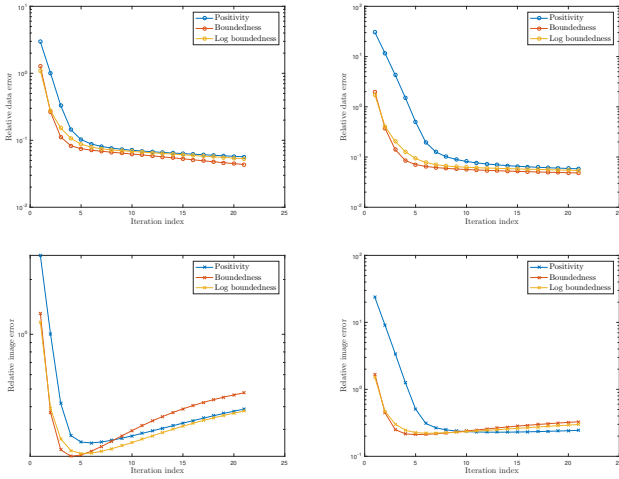 10^1
10^0
10^-1
10^-2
Relative data error
Positivity
Boundedness
Log boundedness
0 5 10 15 20 25
Iteration index
10^2
10^1
10^0
10^-1
10^-2
Relative data error
Positivity
Boundedness
Log boundedness
0 5 10 15 20 25
Iteration index
10^0
Relative image error
Positivity
Boundedness
Log boundedness
0 5 10 15 20 25
Iteration index
10^2
10^1
10^0
10^-1
Relative image error
Positivity
Boundedness
Log boundedness
0 5 10 15 20 25
Iteration index